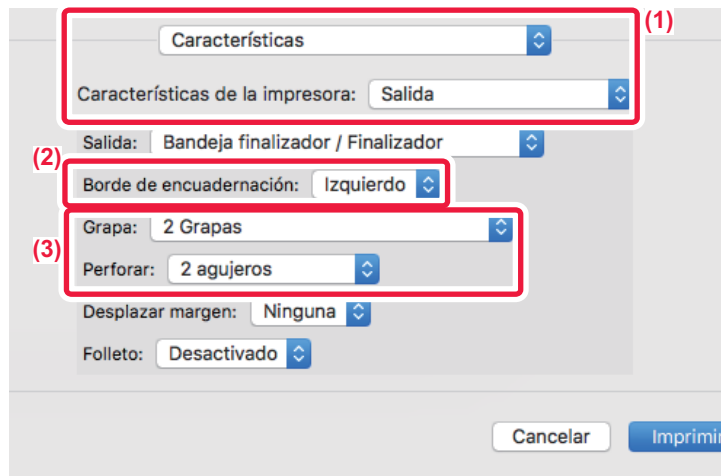 Características
(1)
Características de la impresora: Salida
Salida: Bandeja finalizador / Finalizador
(2)
Borde de encuadernación: Izquierdo
Grapa: 2 Grapas
(3)
Perforar: 2 agujeros
Desplazar margen: Ninguna
Folleto: Desactivado
Cancelar Imprimir